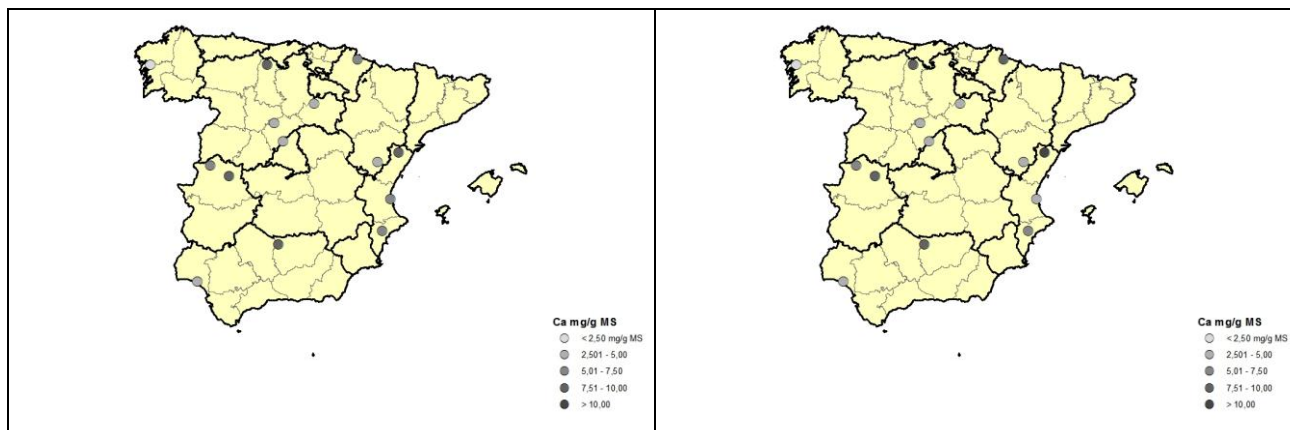 Ca mg/g MS
< 2,50 mg/g MS
2,501 - 5,00
5,01 - 7,50
7,51 - 10,00
> 10,00
Ca mg/g MS
< 2,50 mg/g MS
2,501 - 5,00
5,01 - 7,50
7,51 - 10,00
> 10,00